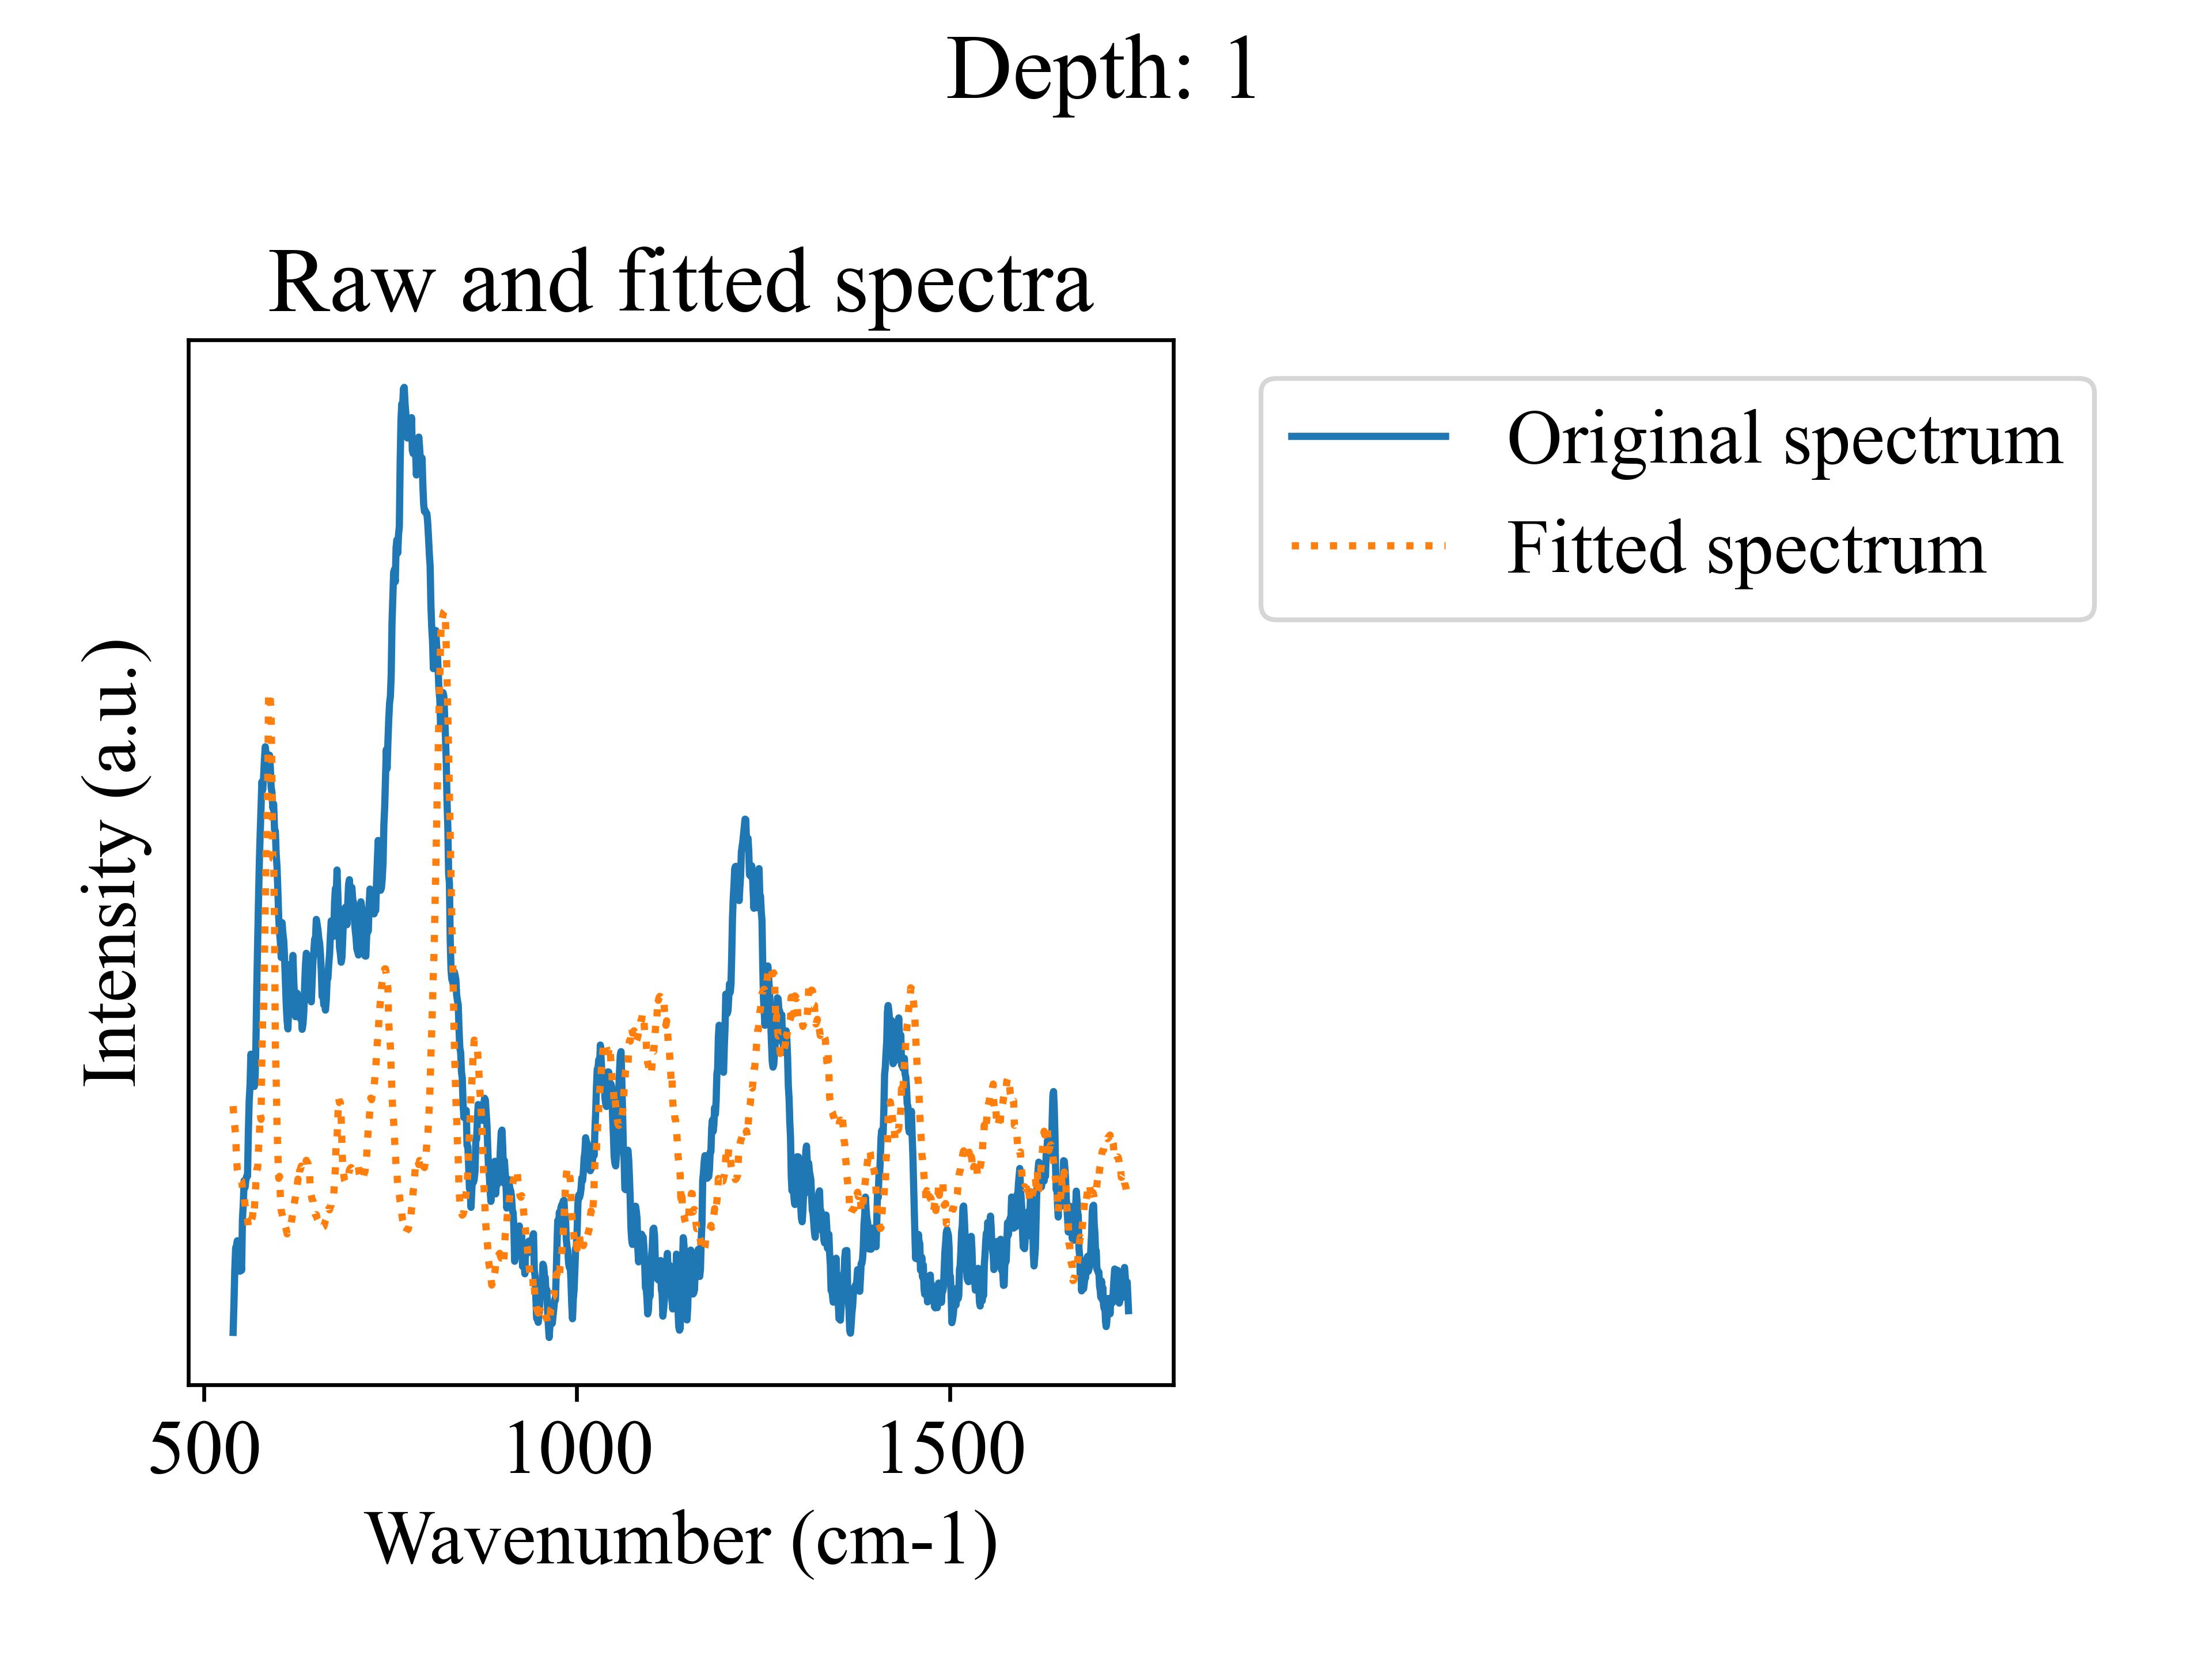 Depth: 1
Raw and fitted spectra
Original spectrum
Fitted spectrum
Intensity (a.u.)
500 1000 1500
Wavenumber (cm-1)